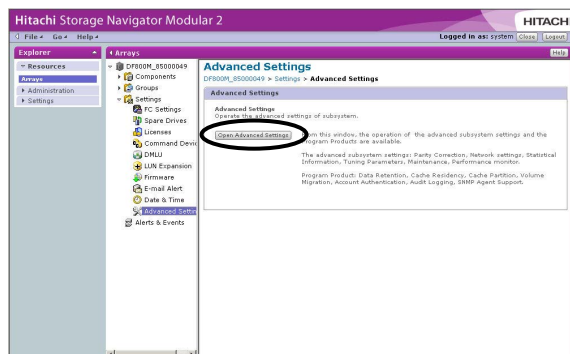 Hitachi Storage Navigator Modular 2
HITACHI
File Go Help
Logged in as: system Close Logout
Explorer
Resources
Arrays
Administration
Settings
Arrays
DF800M_85000049
Components
Groups
Settings
FC Settings
Spare Drives
Licenses
Command Devic
DMLU
LUN Expansion
Firmware
E-mail Alert
Date & Time
Advanced Settin
Alerts & Events
Help
Advanced Settings
DF800M_85000049 > Settings > Advanced Settings
Advanced Settings
Advanced Settings
Operate the advanced settings of subsystem.
Open Advanced Settings
From this window, the operation of the advanced subsystem settings and the
Program Products are available.
The advanced subsystem settings: Parity Correction, Network settings, Statistical
Information, Tuning Parameters, Maintenance, Performance monitor.
Program Product: Data Retention, Cache Residency, Cache Partition, Volume
Migration, Account Authentication, Audit Logging, SNMP Agent Support.